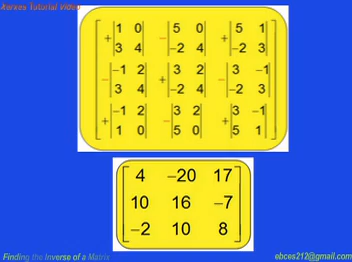 Xerxes Tutorial Video
+|1 0| −|5 0| +|5 1|
|3 4| |−2 4| |−2 3|
−|−1 2| +|3 2| −|3 −1|
|3 4| |−2 4| |−2 3|
+|−1 2| −|3 2| +|3 −1|
|1 0| |5 0| |5 1|
4 −20 17
10 16 −7
−2 10 8
Finding the Inverse of a Matrix
ebces212@gmail.com